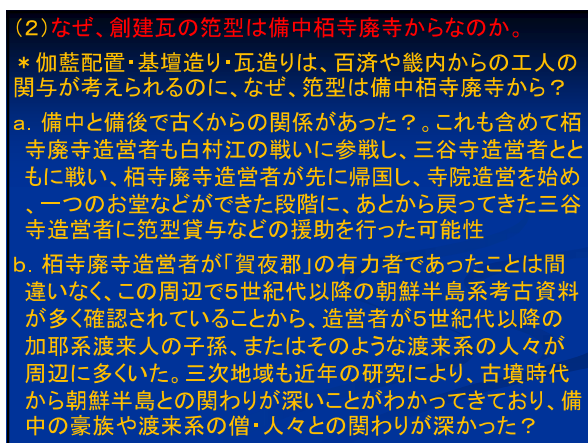 (2)なぜ、創建瓦の笵型は備中栢寺廃寺からなのか。
＊伽藍配置・基壇造り・瓦造りは、百済や畿内からの工人の
関与が考えられるのに、なぜ、笵型は備中栢寺廃寺から？
a. 備中と備後で古くからの関係があった？。これも含めて栢
寺廃寺造営者も白村江の戦いに参戦し、三谷寺造営者とと
もに戦い、栢寺廃寺造営者が先に帰国し、寺院造営を始め
、一つのお堂などができた段階に、あとから戻ってきた三谷
寺造営者に笵型貸与などの援助を行った可能性
b. 栢寺廃寺造営者が「賀夜郡」の有力者であったことは間
違いなく、この周辺で５世紀代以降の朝鮮半島系考古資料
が多く確認されていることから、造営者が５世紀代以降の
加耶系渡来人の子孫、またはそのような渡来系の人々が
周辺に多くいた。三次地域も近年の研究により、古墳時代
から朝鮮半島との関わりが深いことがわかってきており、備
中の豪族や渡来系の僧・人々との関わりが深かった？